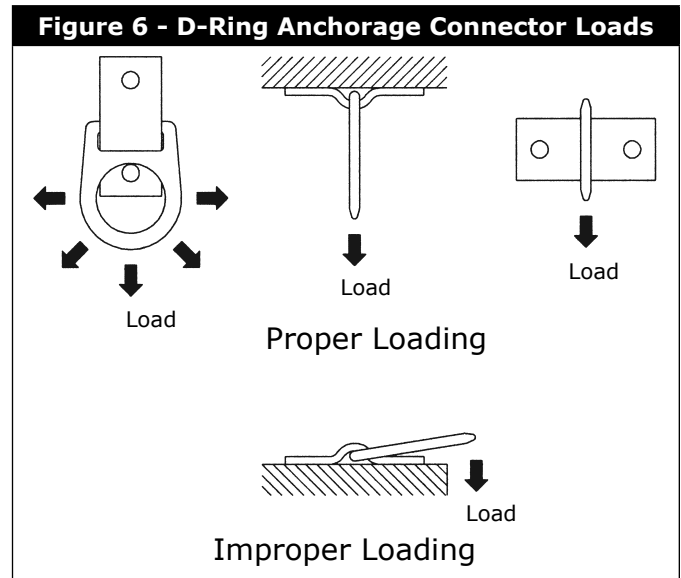 Figure 6 - D-Ring Anchorage Connector Loads
Load
Load
Load
Proper Loading
Load
Improper Loading